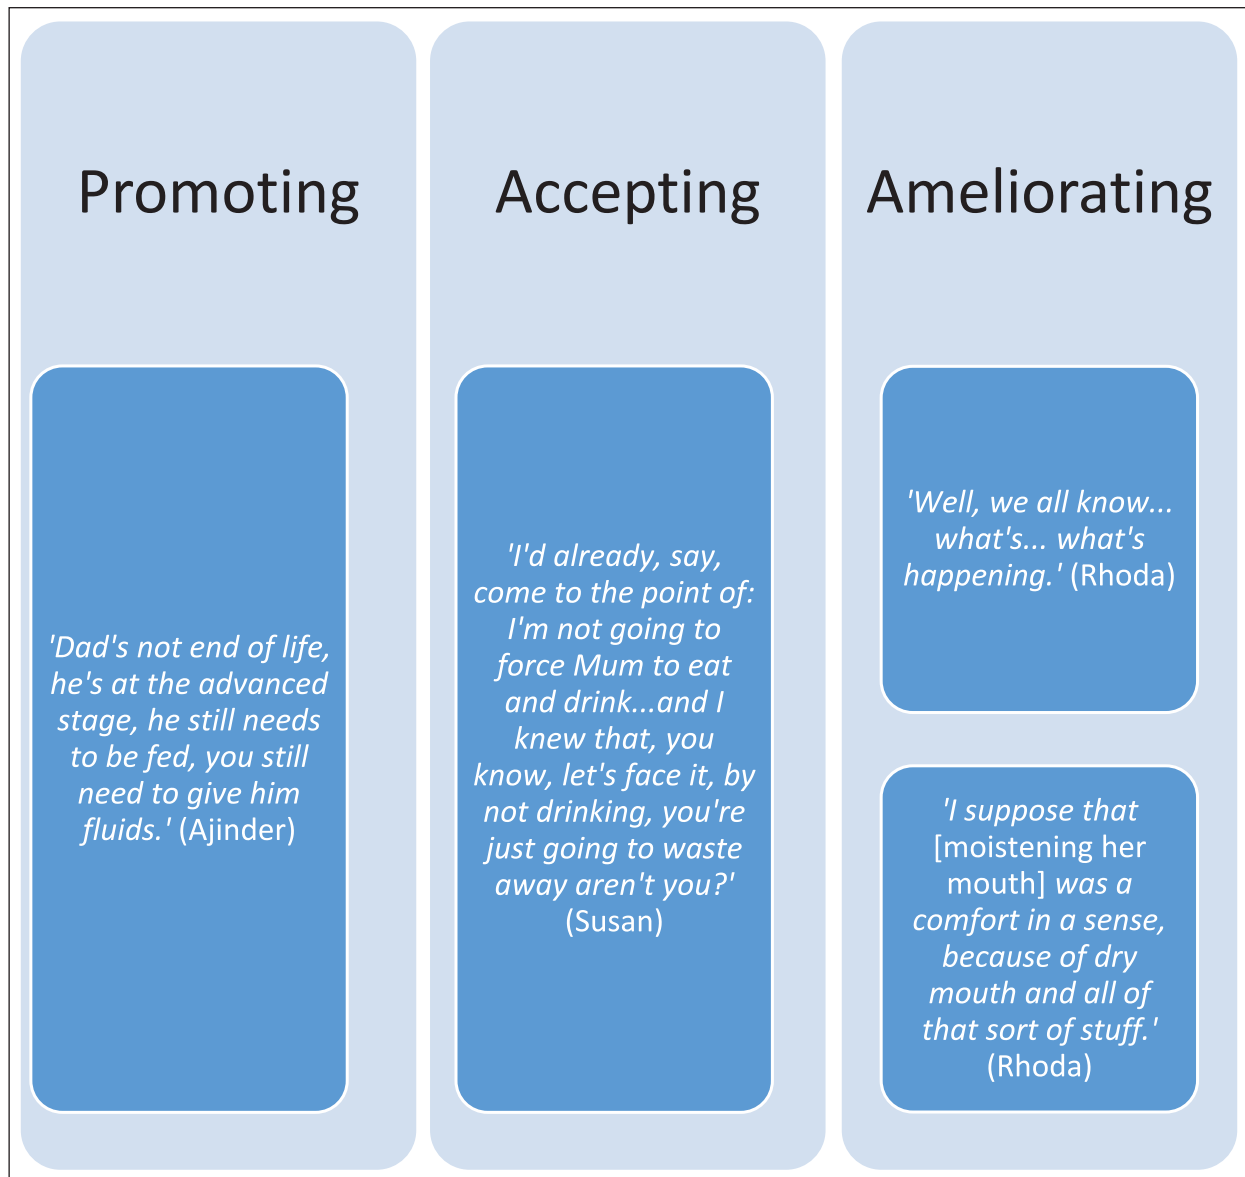 Promoting
'Dad's not end of life,
he's at the advanced
stage, he still needs
to be fed, you still
need to give him
fluids.' (Ajinder)
Accepting
'I'd already, say,
come to the point of:
I'm not going to
force Mum to eat
and drink...and I
knew that, you
know, let's face it, by
not drinking, you're
just going to waste
away aren't you?'
(Susan)
Ameliorating
'Well, we all know...
what's... what's
happening.' (Rhoda)
'I suppose that
[moistening her
mouth] was a
comfort in a sense,
because of dry
mouth and all of
that sort of stuff.'
(Rhoda)